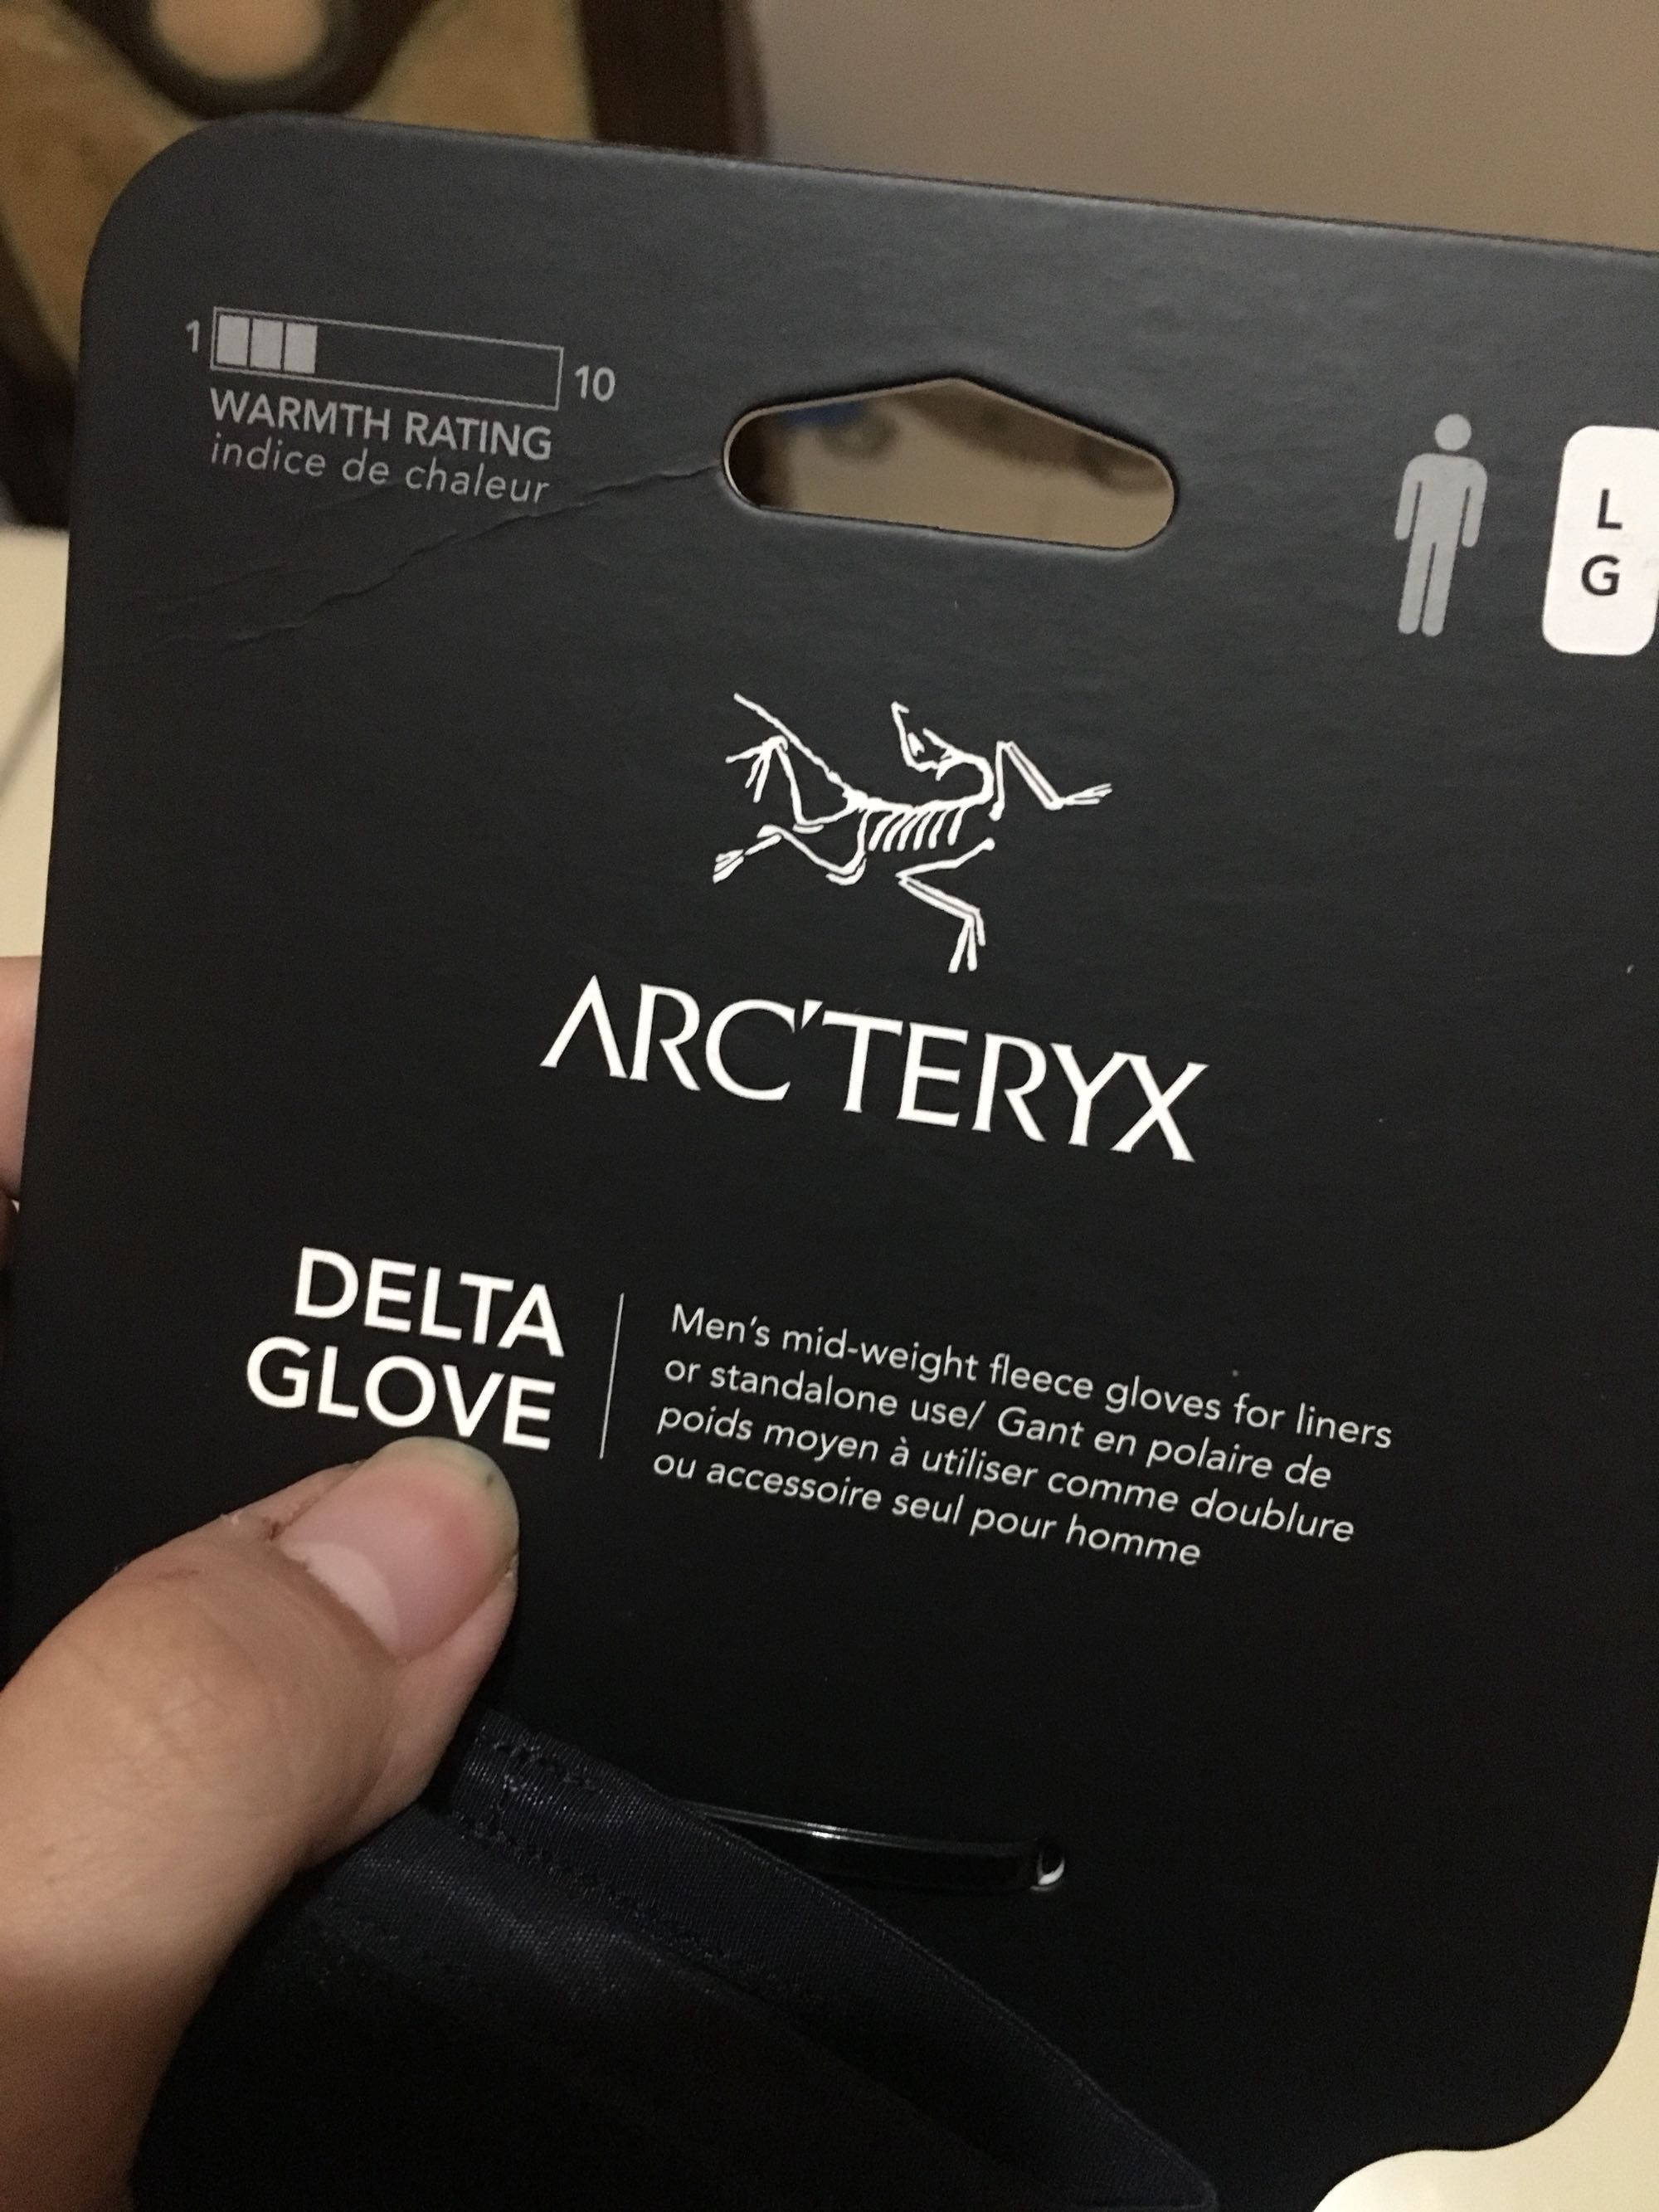 1
10
WARMTH RATING
indice de chaleur
L
G
ARC'TERYX
DELTA
GLOVE
Men's mid-weight fleece gloves for liners
or standalone use/ Gant en polaire de
poids moyen à utiliser comme doublure
ou accessoire seul pour homme